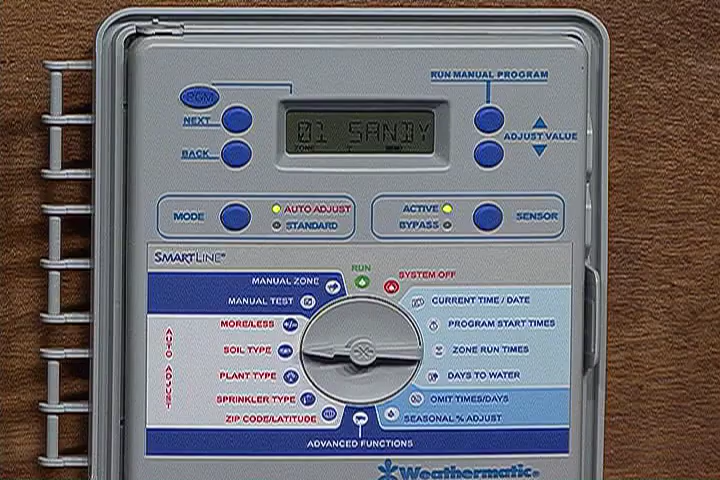 RUN MANUAL PROGRAM
PGM
NEXT
BACK
01 SANDY
ZONE
ADJUST VALUE
MODE
AUTO ADJUST
STANDARD
ACTIVE
BYPASS
SENSOR
SMARTLINE®
RUN
SYSTEM OFF
MANUAL ZONE
MANUAL TEST
MORE/LESS
SOIL TYPE
PLANT TYPE
SPRINKLER TYPE
ZIP CODE/LATITUDE
AUTO ADJUST
CURRENT TIME / DATE
PROGRAM START TIMES
ZONE RUN TIMES
DAYS TO WATER
OMIT TIMES/DAYS
SEASONAL % ADJUST
ADVANCED FUNCTIONS
Weathermatic®